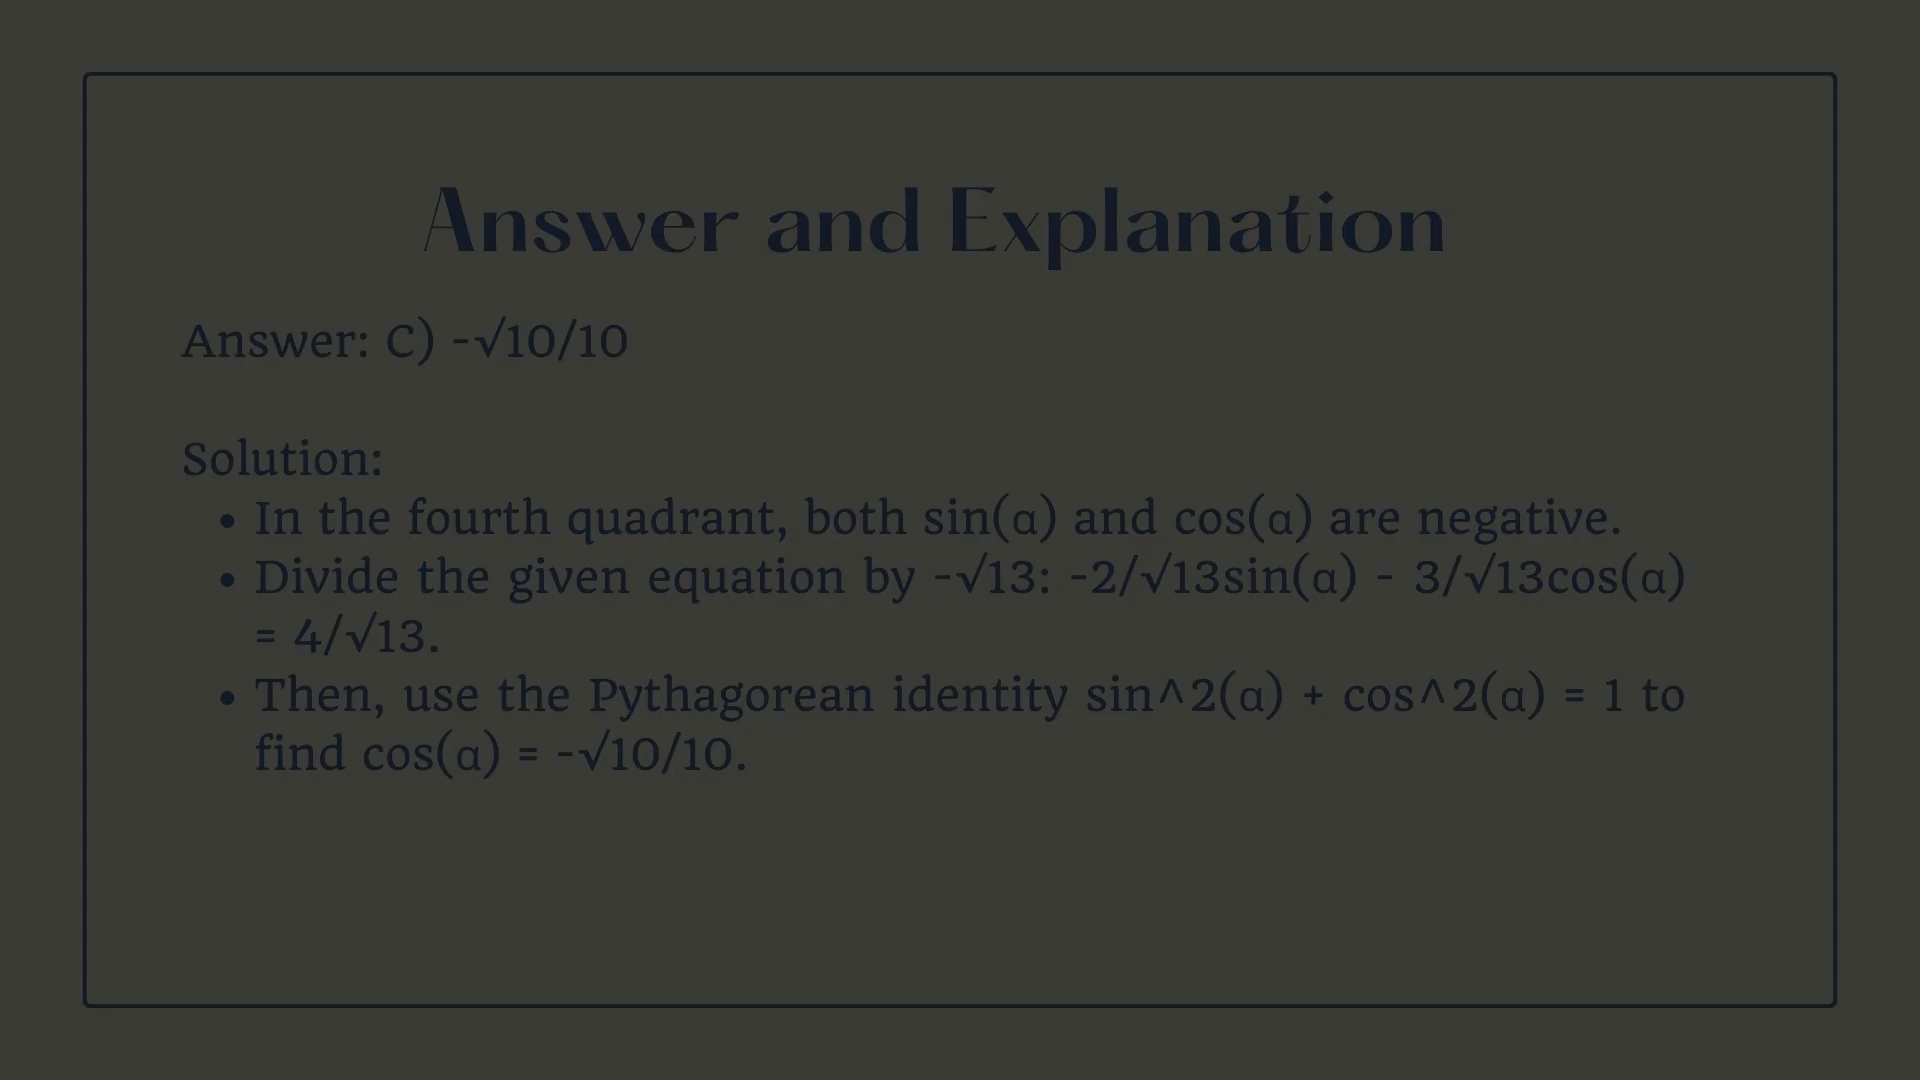 Answer and Explanation
Answer: C) -√10/10
Solution:
• In the fourth quadrant, both sin(α) and cos(α) are negative.
• Divide the given equation by -√13: -2/√13sin(α) - 3/√13cos(α)
= 4/√13.
• Then, use the Pythagorean identity sin^2(α) + cos^2(α) = 1 to
find cos(α) = -√10/10.